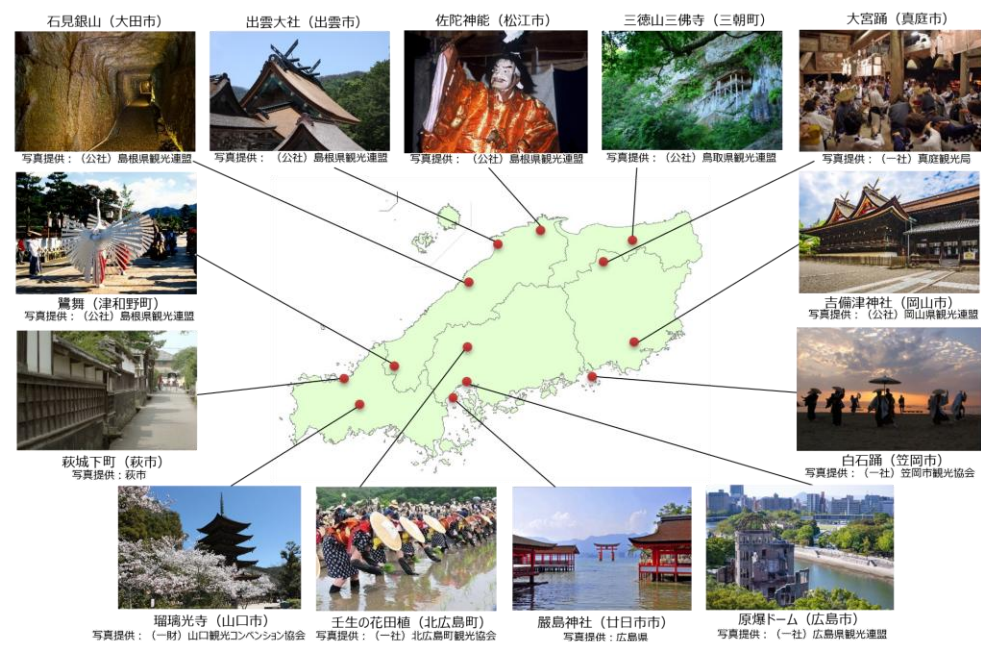 石見銀山（大田市）
写真提供：（公社）島根県観光連盟
出雲大社（出雲市）
写真提供：（公社）島根県観光連盟
佐陀神能（松江市）
写真提供：（公社）島根県観光連盟
三徳山三佛寺（三朝町）
写真提供：（公社）鳥取県観光連盟
大宮踊（真庭市）
写真提供：（一社）真庭観光局
鷺舞（津和野町）
写真提供：（公社）島根県観光連盟
吉備津神社（岡山市）
写真提供：（公社）岡山県観光連盟
萩城下町（萩市）
写真提供：萩市
白石踊（笠岡市）
写真提供：（一社）笠岡市観光協会
瑠璃光寺（山口市）
写真提供：（一財）山口観光コンベンション協会
壬生の花田植（北広島町）
写真提供：（一社）北広島町観光協会
厳島神社（廿日市市）
写真提供：広島県
原爆ドーム（広島市）
写真提供：（一社）広島県観光連盟